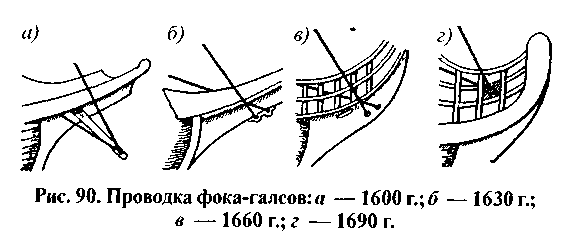 а) б) в) г)
Рис. 90. Проводка фока-галсов: а — 1600 г.; б — 1630 г.;
в — 1660 г.; г — 1690 г.